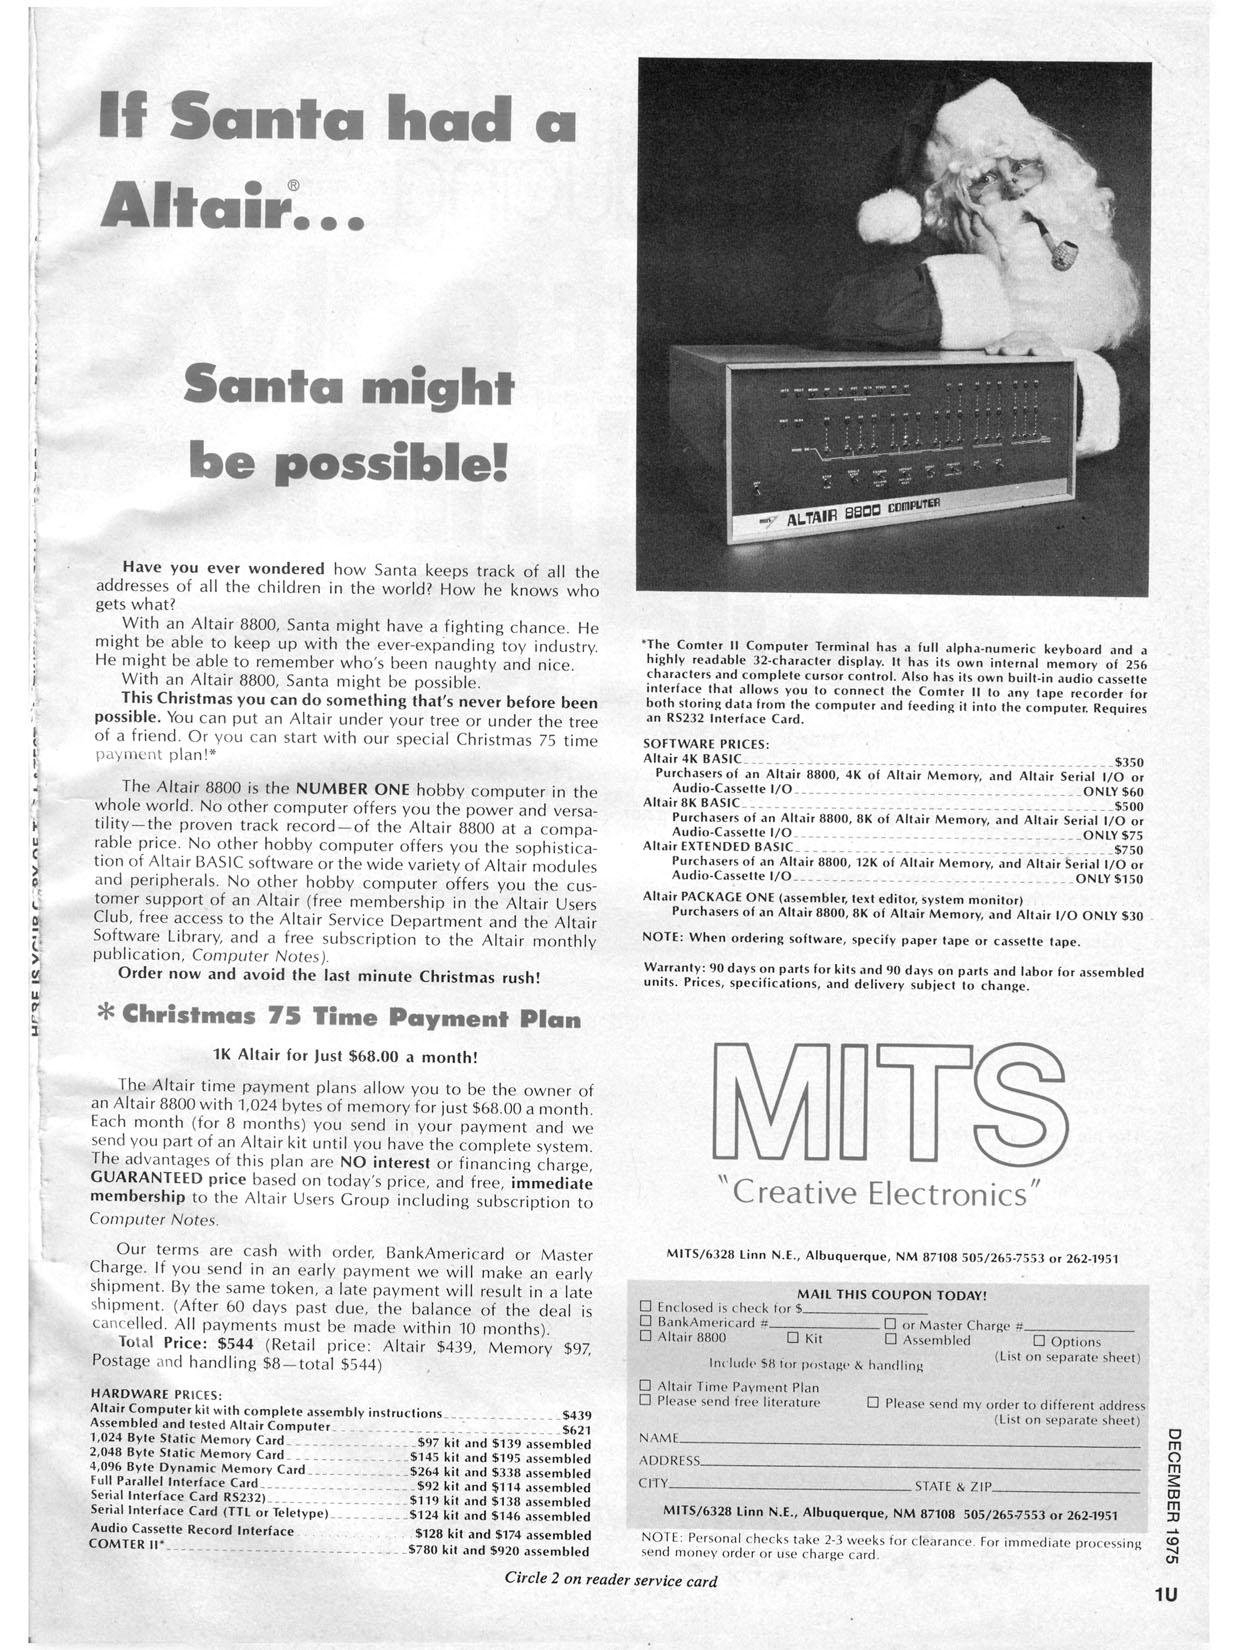 If Santa had a
Altair®...
Santa might
be possible!
Have you ever wondered how Santa keeps track of all the
addresses of all the children in the world? How he knows who
gets what?
With an Altair 8800, Santa might have a fighting chance. He
might be able to keep up with the ever-expanding toy industry.
He might be able to remember who's been naughty and nice.
With an Altair 8800, Santa might be possible.
This Christmas you can do something that's never before been
possible. You can put an Altair under your tree or under the tree
of a friend. Or you can start with our special Christmas 75 time
payment plan!*
The Altair 8800 is the NUMBER ONE hobby computer in the
whole world. No other computer offers you the power and versa-
tility—the proven track record—of the Altair 8800 at a compa-
rable price. No other hobby computer offers you the sophistica-
tion of Altair BASIC software or the wide variety of Altair modules
and peripherals. No other hobby computer offers you the cus-
tomer support of an Altair (free membership in the Altair Users
Club, free access to the Altair Service Department and the Altair
Software Library, and a free subscription to the Altair monthly
publication, Computer Notes).
Order now and avoid the last minute Christmas rush!
* Christmas 75 Time Payment Plan
1K Altair for Just $68.00 a month!
The Altair time payment plans allow you to be the owner of
an Altair 8800 with 1,024 bytes of memory for just $68.00 a month.
Each month (for 8 months) you send in your payment and we
send you part of an Altair kit until you have the complete system.
The advantages of this plan are NO interest or financing charge,
GUARANTEED price based on today's price, and free, immediate
membership to the Altair Users Group including subscription to
Computer Notes.
Our terms are cash with order, BankAmericard or Master
Charge. If you send in an early payment we will make an early
shipment. By the same token, a late payment will result in a late
shipment. (After 60 days past due, the balance of the deal is
cancelled. All payments must be made within 10 months).
Total Price: $544 (Retail price: Altair $439, Memory $97,
Postage and handling $8—total $544)
HARDWARE PRICES:
Altair Computer kit with complete assembly instructions $439
Assembled and tested Altair Computer $621
1,024 Byte Static Memory Card $97 kit and $139 assembled
2,048 Byte Static Memory Card $145 kit and $195 assembled
4,096 Byte Dynamic Memory Card $264 kit and $338 assembled
Full Parallel Interface Card $92 kit and $114 assembled
Serial Interface Card RS232) $119 kit and $138 assembled
Serial Interface Card (TTL or Teletype) $124 kit and $146 assembled
Audio Cassette Record Interface $128 kit and $174 assembled
COMTER II* $780 kit and $920 assembled
mits ALTAIR 8800 COMPUTER
*The Comter II Computer Terminal has a full alpha-numeric keyboard and a
highly readable 32-character display. It has its own internal memory of 256
characters and complete cursor control. Also has its own built-in audio cassette
interface that allows you to connect the Comter II to any tape recorder for
both storing data from the computer and feeding it into the computer. Requires
an RS232 Interface Card.
SOFTWARE PRICES:
Altair 4K BASIC $350
Purchasers of an Altair 8800, 4K of Altair Memory, and Altair Serial I/O or
Audio-Cassette I/O ONLY $60
Altair 8K BASIC $500
Purchasers of an Altair 8800, 8K of Altair Memory, and Altair Serial I/O or
Audio-Cassette I/O ONLY $75
Altair EXTENDED BASIC $750
Purchasers of an Altair 8800, 12K of Altair Memory, and Altair Serial I/O or
Audio-Cassette I/O ONLY $150
Altair PACKAGE ONE (assembler, text editor, system monitor)
Purchasers of an Altair 8800, 8K of Altair Memory, and Altair I/O ONLY $30
NOTE: When ordering software, specify paper tape or cassette tape.
Warranty: 90 days on parts for kits and 90 days on parts and labor for assembled
units. Prices, specifications, and delivery subject to change.
MITS
"Creative Electronics"
MITS/6328 Linn N.E., Albuquerque, NM 87108 505/265-7553 or 262-1951
MAIL THIS COUPON TODAY!
☐ Enclosed is check for $
☐ BankAmericard # ☐ or Master Charge #
☐ Altair 8800 ☐ Kit ☐ Assembled ☐ Options
(List on separate sheet)
Include $8 for postage & handling
☐ Altair Time Payment Plan
☐ Please send free literature ☐ Please send my order to different address
(List on separate sheet)
NAME
ADDRESS
CITY STATE & ZIP
MITS/6328 Linn N.E., Albuquerque, NM 87108 505/265-7553 or 262-1951
NOTE: Personal checks take 2-3 weeks for clearance. For immediate processing
send money order or use charge card.
Circle 2 on reader service card
DECEMBER 1975
1U